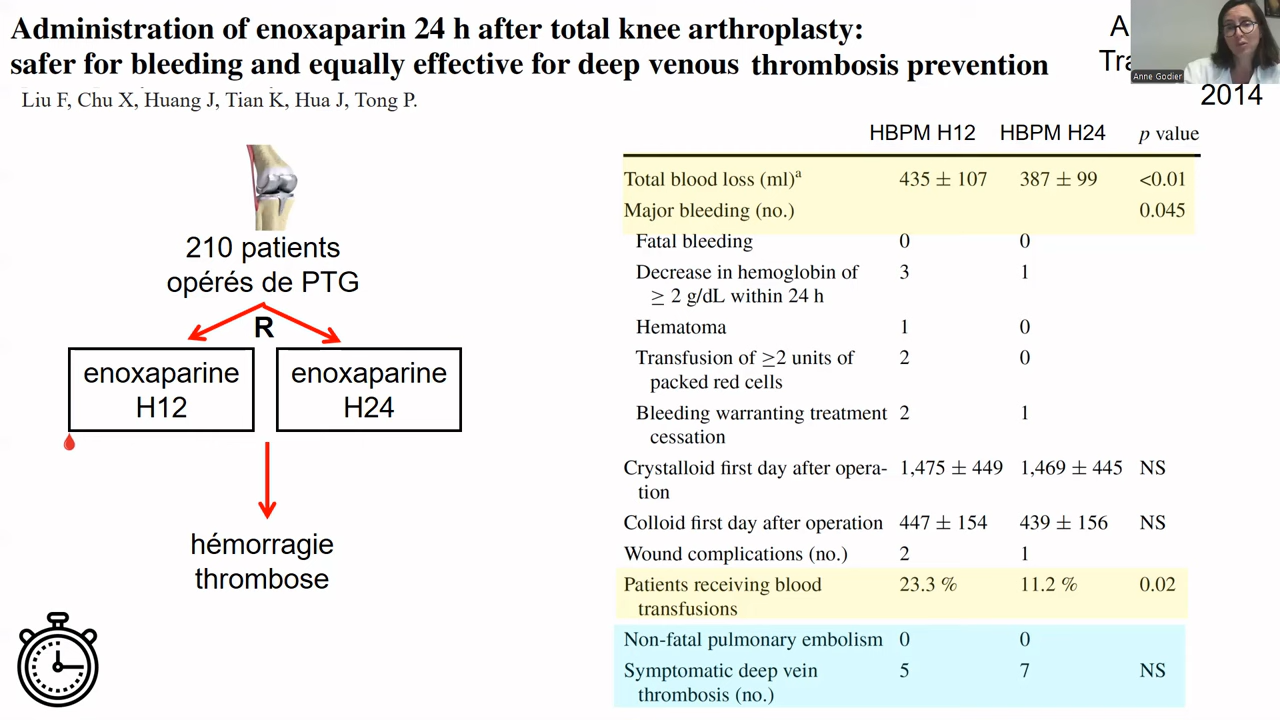 Administration of enoxaparin 24 h after total knee arthroplasty:
safer for bleeding and equally effective for deep venous thrombosis prevention
Liu F, Chu X, Huang J, Tian K, Hua J, Tong P.
2014
Anne Godier
210 patients
opérés de PTG
R
enoxaparine
H12
enoxaparine
H24
hémorragie
thrombose
HBPM H12 HBPM H24 p value
Total blood loss (ml)a 435 ± 107 387 ± 99 <0.01
Major bleeding (no.) 0.045
Fatal bleeding 0 0
Decrease in hemoglobin of 3 1
≥ 2 g/dL within 24 h
Hematoma 1 0
Transfusion of ≥2 units of 2 0
packed red cells
Bleeding warranting treatment 2 1
cessation
Crystalloid first day after opera- 1,475 ± 449 1,469 ± 445 NS
tion
Colloid first day after operation 447 ± 154 439 ± 156 NS
Wound complications (no.) 2 1
Patients receiving blood 23.3 % 11.2 % 0.02
transfusions
Non-fatal pulmonary embolism 0 0
Symptomatic deep vein 5 7 NS
thrombosis (no.)